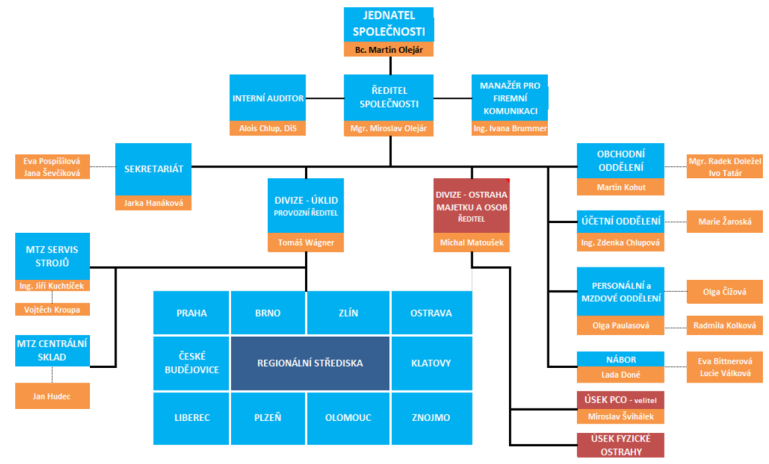 JEDNATEL
SPOLEČNOSTI
Bc. Martin Olejár
INTERNÍ AUDITOR
Alois Chlup, DiS
ŘEDITEL
SPOLEČNOSTI
Mgr. Miroslav Olejár
MANAŽÉR PRO
FIREMNÍ
KOMUNIKACI
Ing. Ivana Brummer
Eva Pospíšilová
Jana Ševčíková
SEKRETARIÁT
Jarka Hanáková
DIVIZE - ÚKLID
PROVOZNÍ ŘEDITEL
Tomáš Wágner
DIVIZE - OSTRAHA
MAJETKU A OSOB
ŘEDITEL
Michal Matoušek
OBCHODNÍ
ODDĚLENÍ
Martin Kohut
Mgr. Radek Doležel
Ivo Tatár
ÚČETNÍ ODDĚLENÍ
Ing. Zdenka Chlupová
Marie Žaroská
MTZ SERVIS
STROJŮ
Ing. Jiří Kuchtíček
Vojtěch Kroupa
PERSONÁLNÍ a
MZDOVÉ ODDĚLENÍ
Olga Paulasová
Olga Čížová
Radmila Kolková
MTZ CENTRÁLNÍ
SKLAD
Jan Hudec
NÁBOR
Lada Doné
Eva Bittnerová
Lucie Válková
PRAHA
BRNO
ZLÍN
OSTRAVA
ČESKÉ
BUDĚJOVICE
REGIONÁLNÍ STŘEDISKA
KLATOVY
LIBEREC
PLZEŇ
OLOMOUC
ZNOJMO
ÚSEK PCO - velitel
Miroslav Švihálek
ÚSEK FYZICKÉ
OSTRAHY